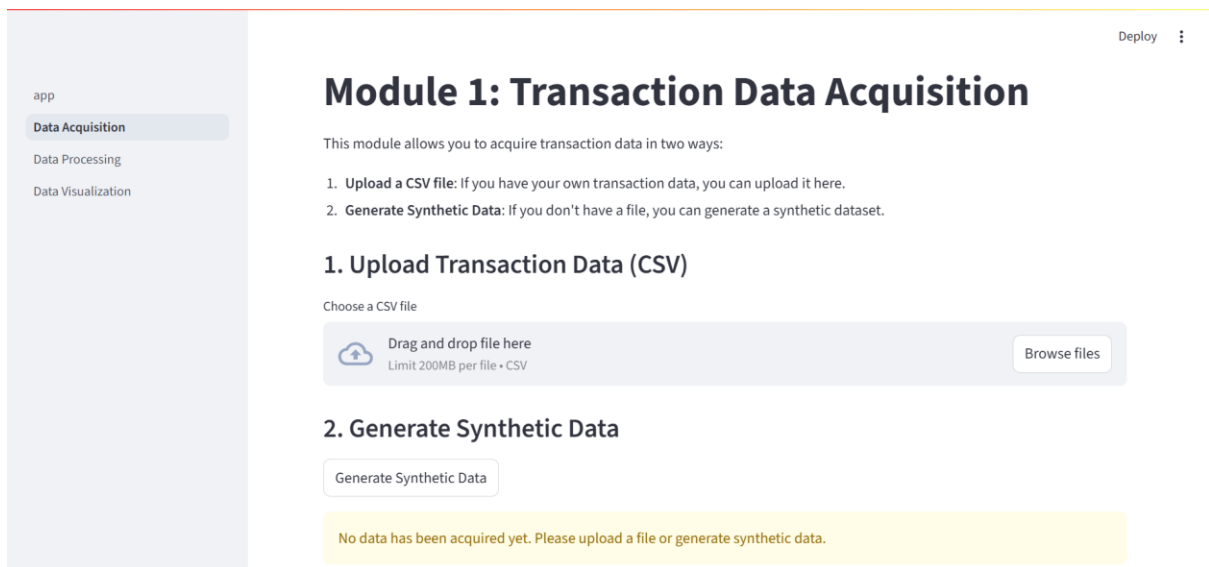 Deploy
app
Data Acquisition
Data Processing
Data Visualization
Module 1: Transaction Data Acquisition
This module allows you to acquire transaction data in two ways:
1. Upload a CSV file: If you have your own transaction data, you can upload it here.
2. Generate Synthetic Data: If you don't have a file, you can generate a synthetic dataset.
1. Upload Transaction Data (CSV)
Choose a CSV file
Drag and drop file here
Limit 200MB per file • CSV
Browse files
2. Generate Synthetic Data
Generate Synthetic Data
No data has been acquired yet. Please upload a file or generate synthetic data.